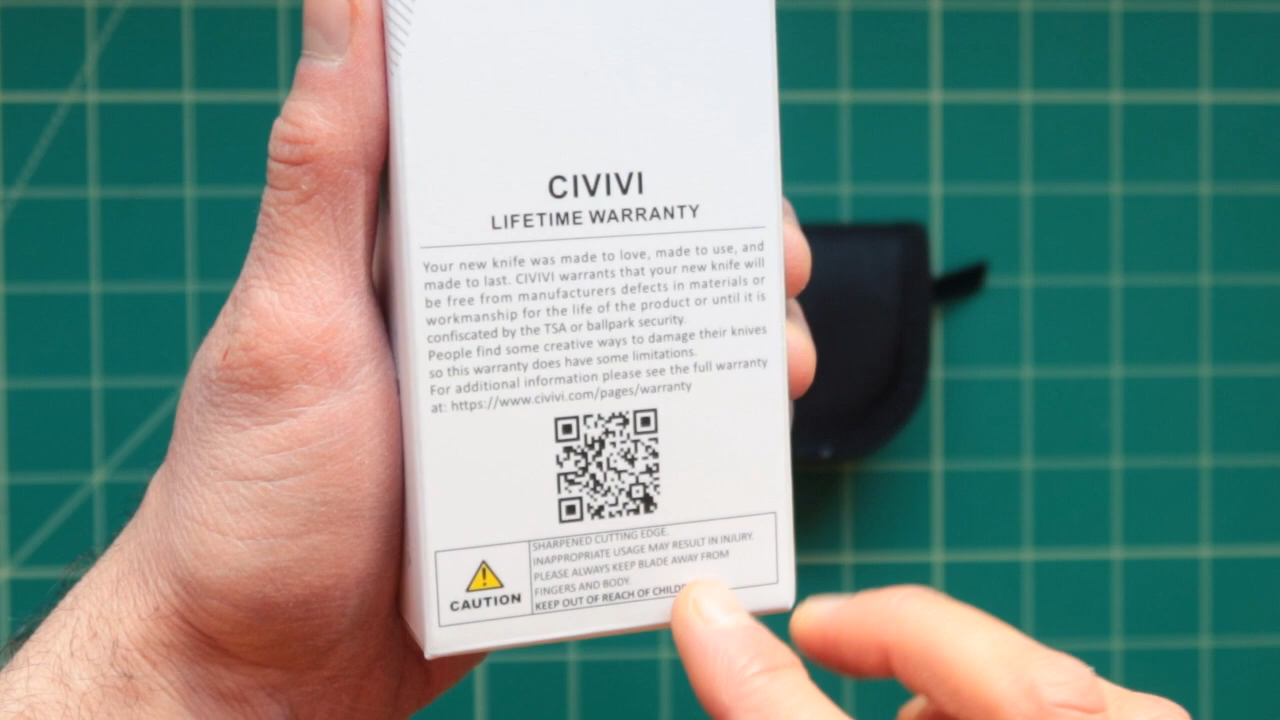 CIVIVI
LIFETIME WARRANTY
Your new knife was made to love, made to use, and
made to last. CIVIVI warrants that your new knife will
be free from manufacturers defects in materials or
workmanship for the life of the product or until it is
confiscated by the TSA or ballpark security.
People find some creative ways to damage their knives
so this warranty does have some limitations.
For additional information please see the full warranty
at: https://www.civivi.com/pages/warranty
SHARPENED CUTTING EDGE.
INAPPROPRIATE USAGE MAY RESULT IN INJURY.
PLEASE ALWAYS KEEP BLADE AWAY FROM
FINGERS AND BODY.
KEEP OUT OF REACH OF
CAUTION